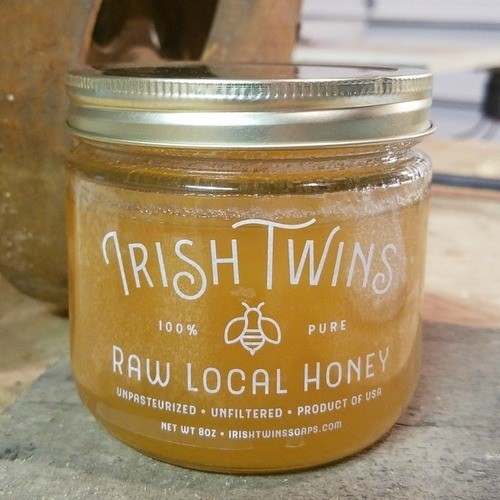 IRISH TWINS
100% PURE
RAW LOCAL HONEY
UNPASTEURIZED • UNFILTERED • PRODUCT OF USA
NET WT 8OZ • IRISHTWINSSOAPS.COM